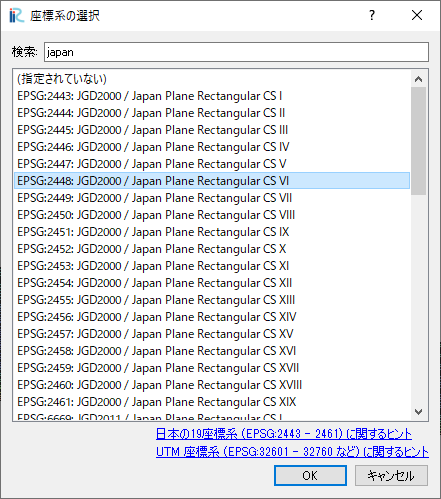 座標系の選択
検索: japan
(指定されていない)
EPSG:2443: JGD2000 / Japan Plane Rectangular CS I
EPSG:2444: JGD2000 / Japan Plane Rectangular CS II
EPSG:2445: JGD2000 / Japan Plane Rectangular CS III
EPSG:2446: JGD2000 / Japan Plane Rectangular CS IV
EPSG:2447: JGD2000 / Japan Plane Rectangular CS V
EPSG:2448: JGD2000 / Japan Plane Rectangular CS VI
EPSG:2449: JGD2000 / Japan Plane Rectangular CS VII
EPSG:2450: JGD2000 / Japan Plane Rectangular CS VIII
EPSG:2451: JGD2000 / Japan Plane Rectangular CS IX
EPSG:2452: JGD2000 / Japan Plane Rectangular CS X
EPSG:2453: JGD2000 / Japan Plane Rectangular CS XI
EPSG:2454: JGD2000 / Japan Plane Rectangular CS XII
EPSG:2455: JGD2000 / Japan Plane Rectangular CS XIII
EPSG:2456: JGD2000 / Japan Plane Rectangular CS XIV
EPSG:2457: JGD2000 / Japan Plane Rectangular CS XV
EPSG:2458: JGD2000 / Japan Plane Rectangular CS XVI
EPSG:2459: JGD2000 / Japan Plane Rectangular CS XVII
EPSG:2460: JGD2000 / Japan Plane Rectangular CS XVIII
EPSG:2461: JGD2000 / Japan Plane Rectangular CS XIX
EPSG:6669: JGD2011 / Japan Plane Rectangular CS I
日本の19座標系 (EPSG:2443 - 2461) に関するヒント
UTM 座標系 (EPSG:32601 - 32760 など) に関するヒント
OK キャンセル